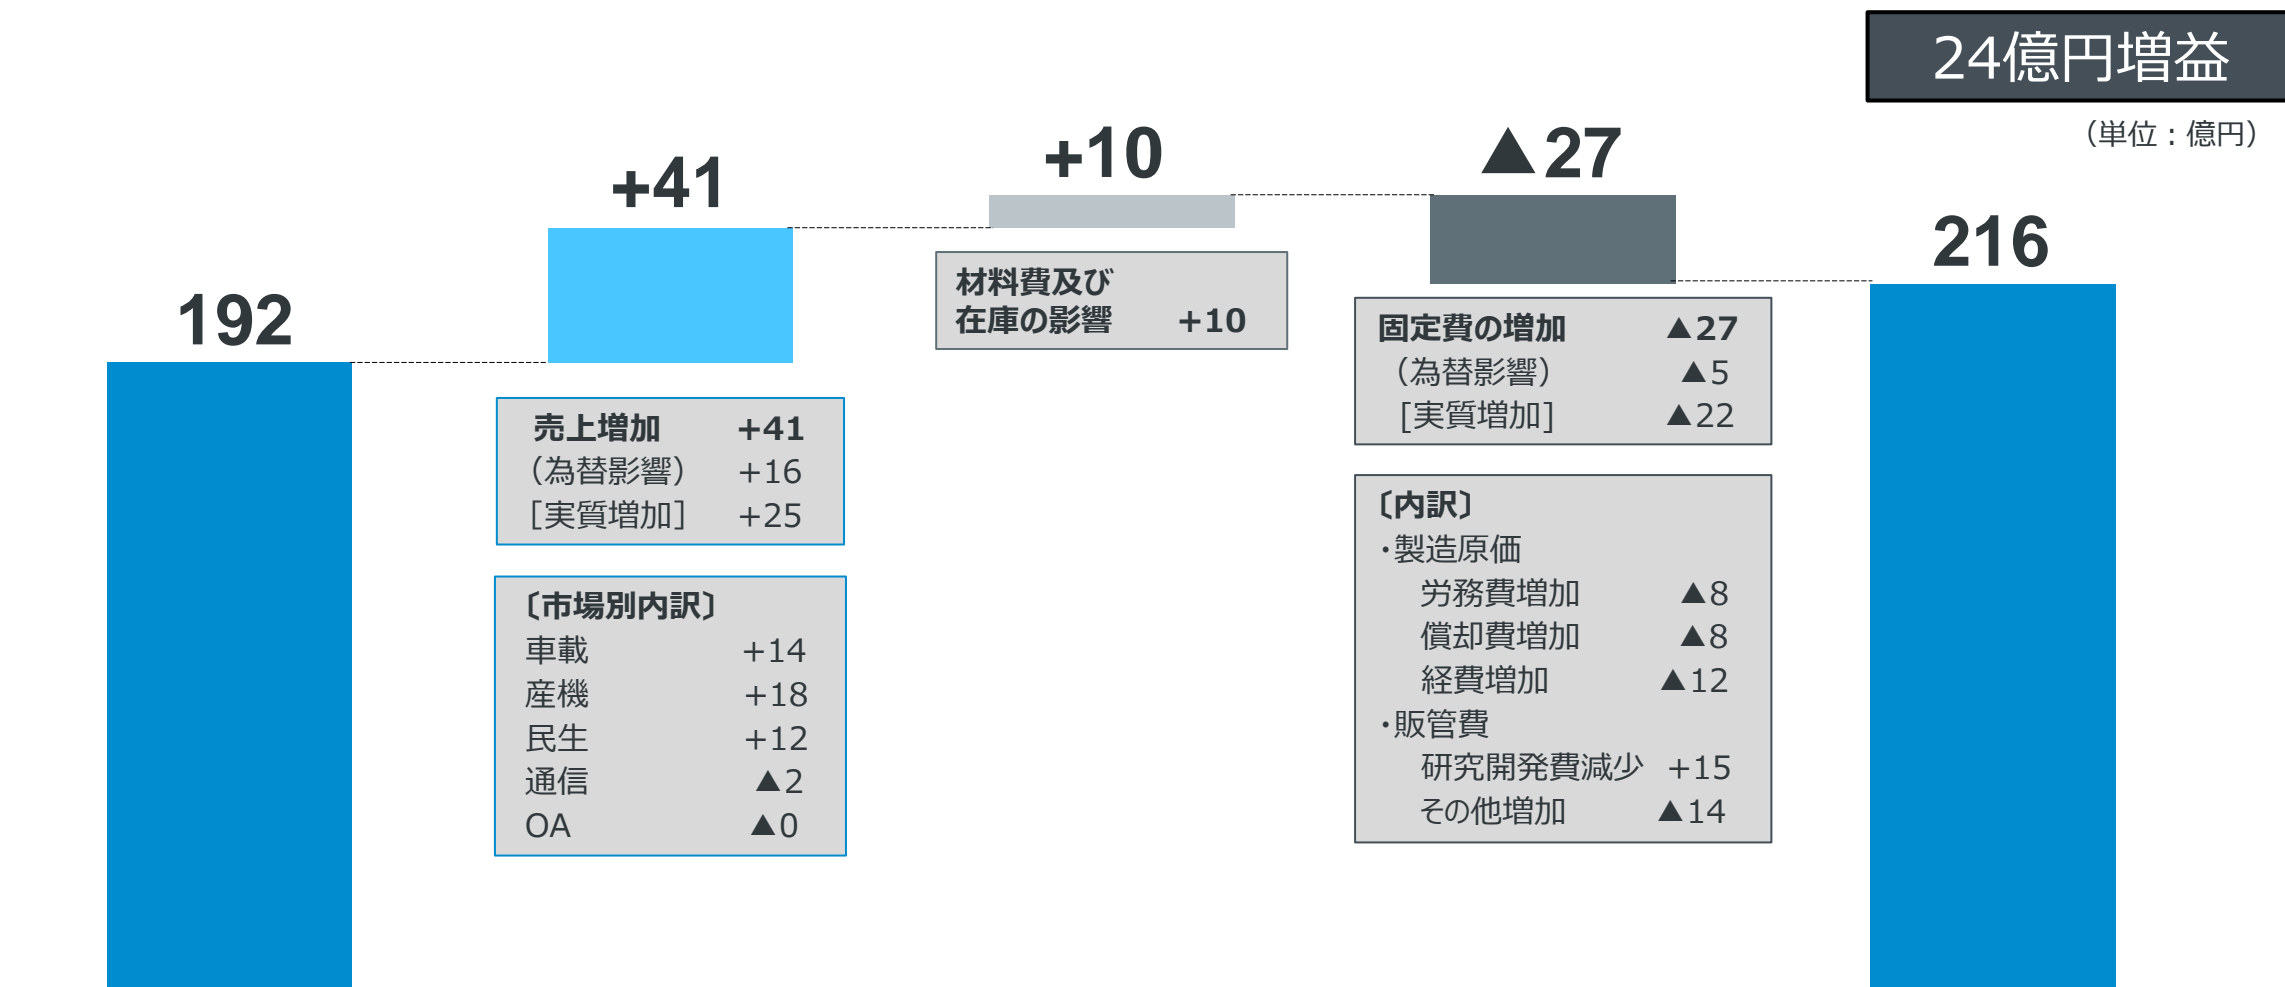 24億円増益
（単位：億円）
192
+41
+10
▲27
216
売上増加 +41
（為替影響） +16
［実質増加］ +25
〔市場別内訳〕
車載 +14
産機 +18
民生 +12
通信 ▲2
OA ▲0
材料費及び
在庫の影響 +10
固定費の増加 ▲27
（為替影響） ▲5
[実質増加] ▲22
〔内訳〕
・製造原価
労務費増加 ▲8
償却費増加 ▲8
経費増加 ▲12
・販管費
研究開発費減少 +15
その他増加 ▲14